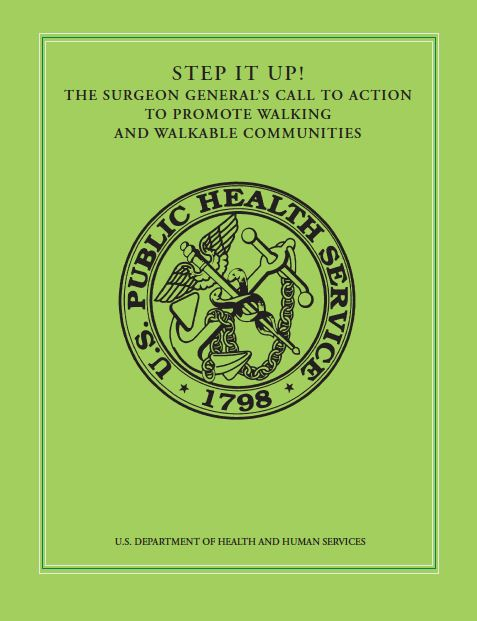 STEP IT UP!
THE SURGEON GENERAL'S CALL TO ACTION
TO PROMOTE WALKING
AND WALKABLE COMMUNITIES
U.S. PUBLIC HEALTH SERVICE
1798
U.S. DEPARTMENT OF HEALTH AND HUMAN SERVICES